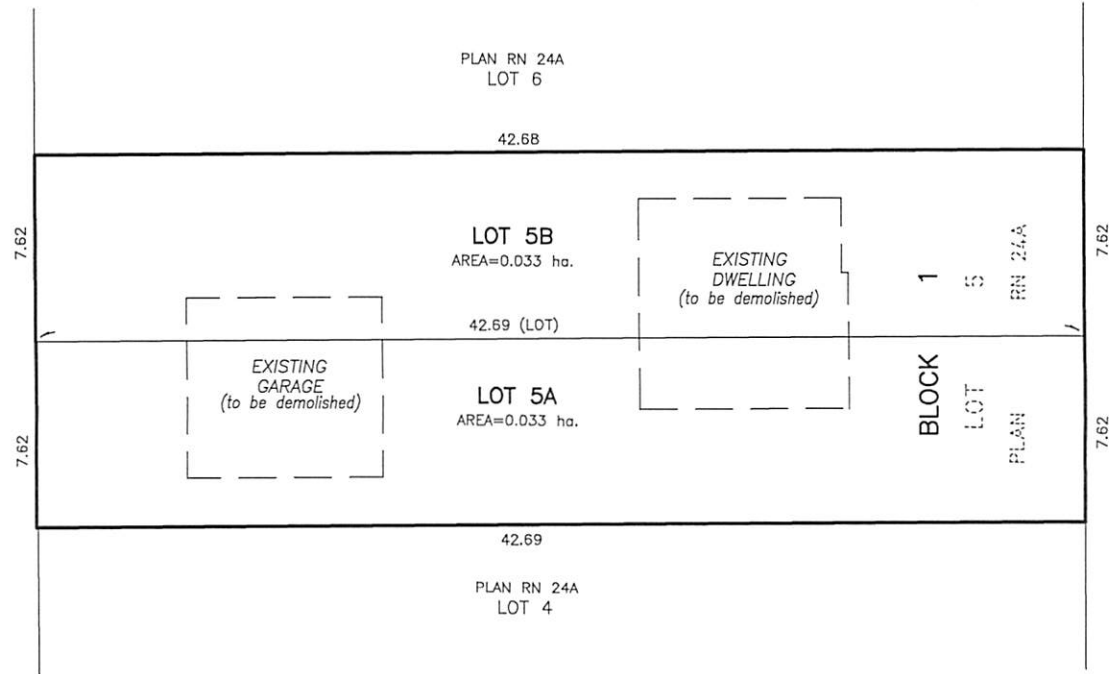 PLAN RN 24A
LOT 6
42.68
7.62
7.62
LOT 5B
AREA=0.033 ha.
EXISTING
DWELLING
(to be demolished)
42.69 (LOT)
EXISTING
GARAGE
(to be demolished)
LOT 5A
AREA=0.033 ha.
BLOCK 1
LOT 5
PLAN RN 24A
7.62
7.62
42.69
PLAN RN 24A
LOT 4